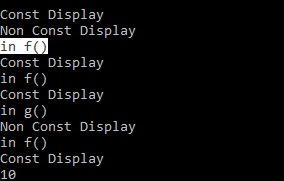 Const Display
Non Const Display
in f()
Const Display
in f()
Const Display
in g()
Non Const Display
in f()
Const Display
10